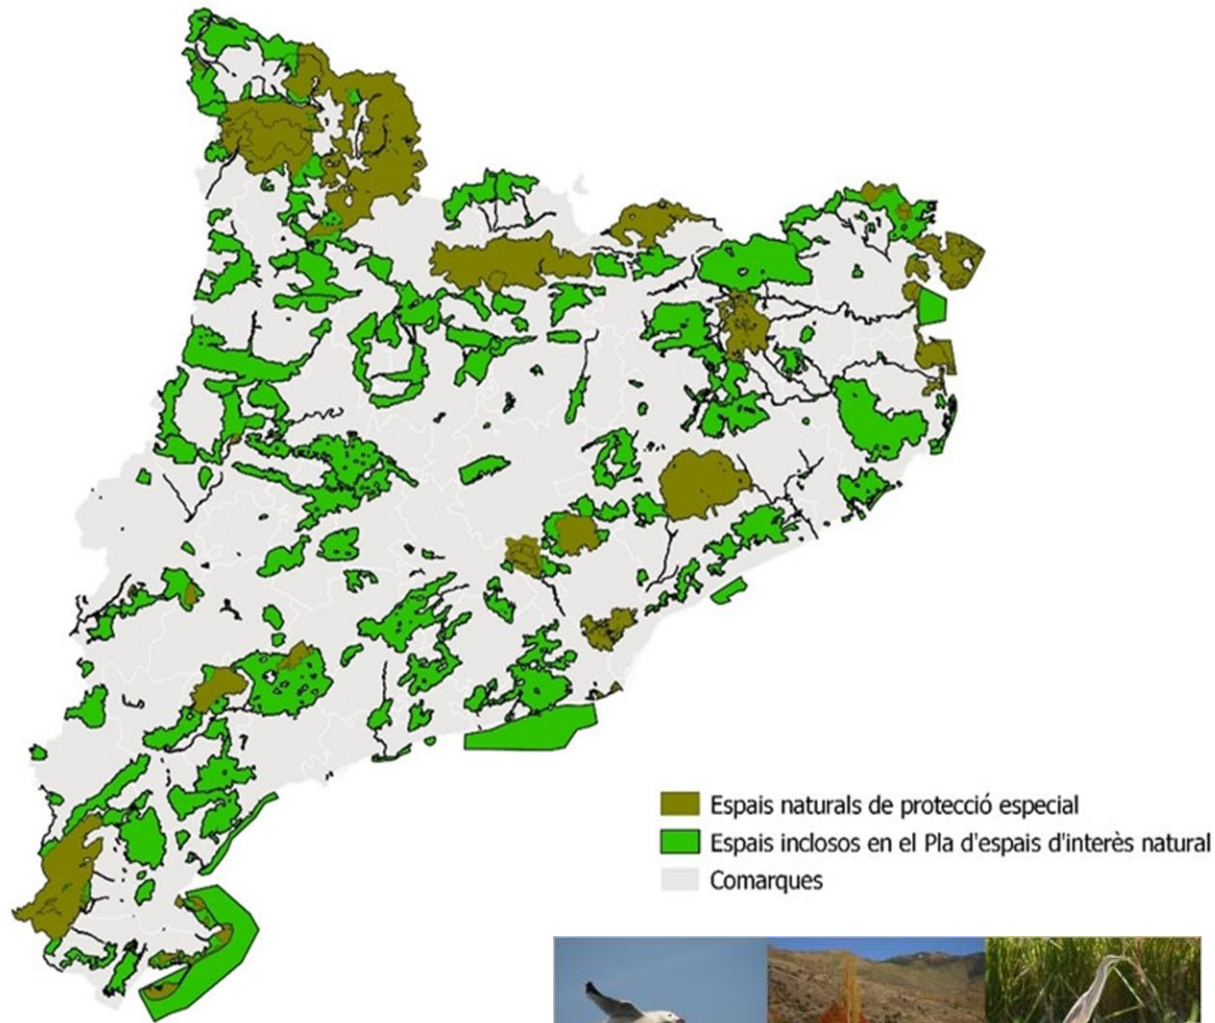 Espais naturals de protecció especial
Espais inclosos en el Pla d'espais d'interès natural
Comarques